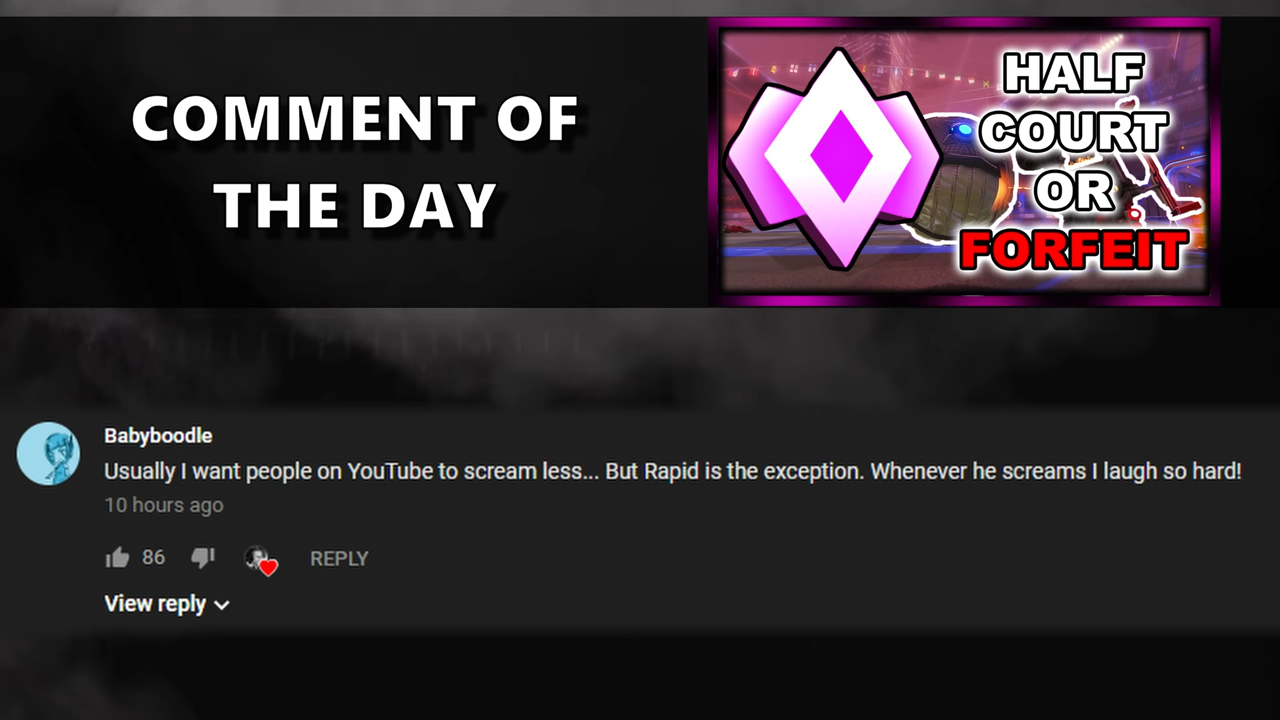 COMMENT OF
THE DAY
HALF
COURT
OR
FORFEIT
Babyboodle
Usually I want people on YouTube to scream less... But Rapid is the exception. Whenever he screams I laugh so hard!
10 hours ago
86
REPLY
View reply